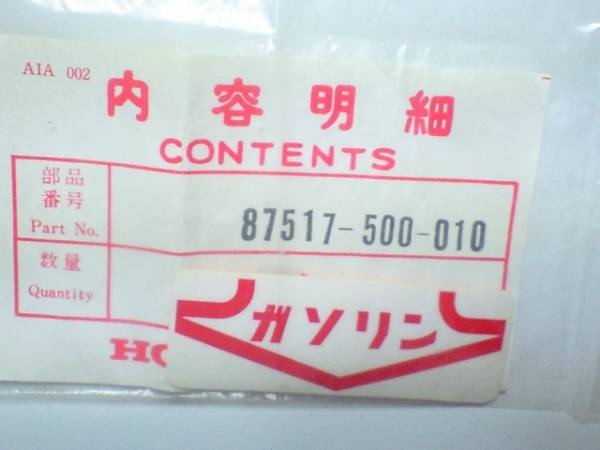 AIA 002
内容明細
CONTENTS
部品
番号
Part No.
87517-500-010
数量
Quantity
ガソリン
HO